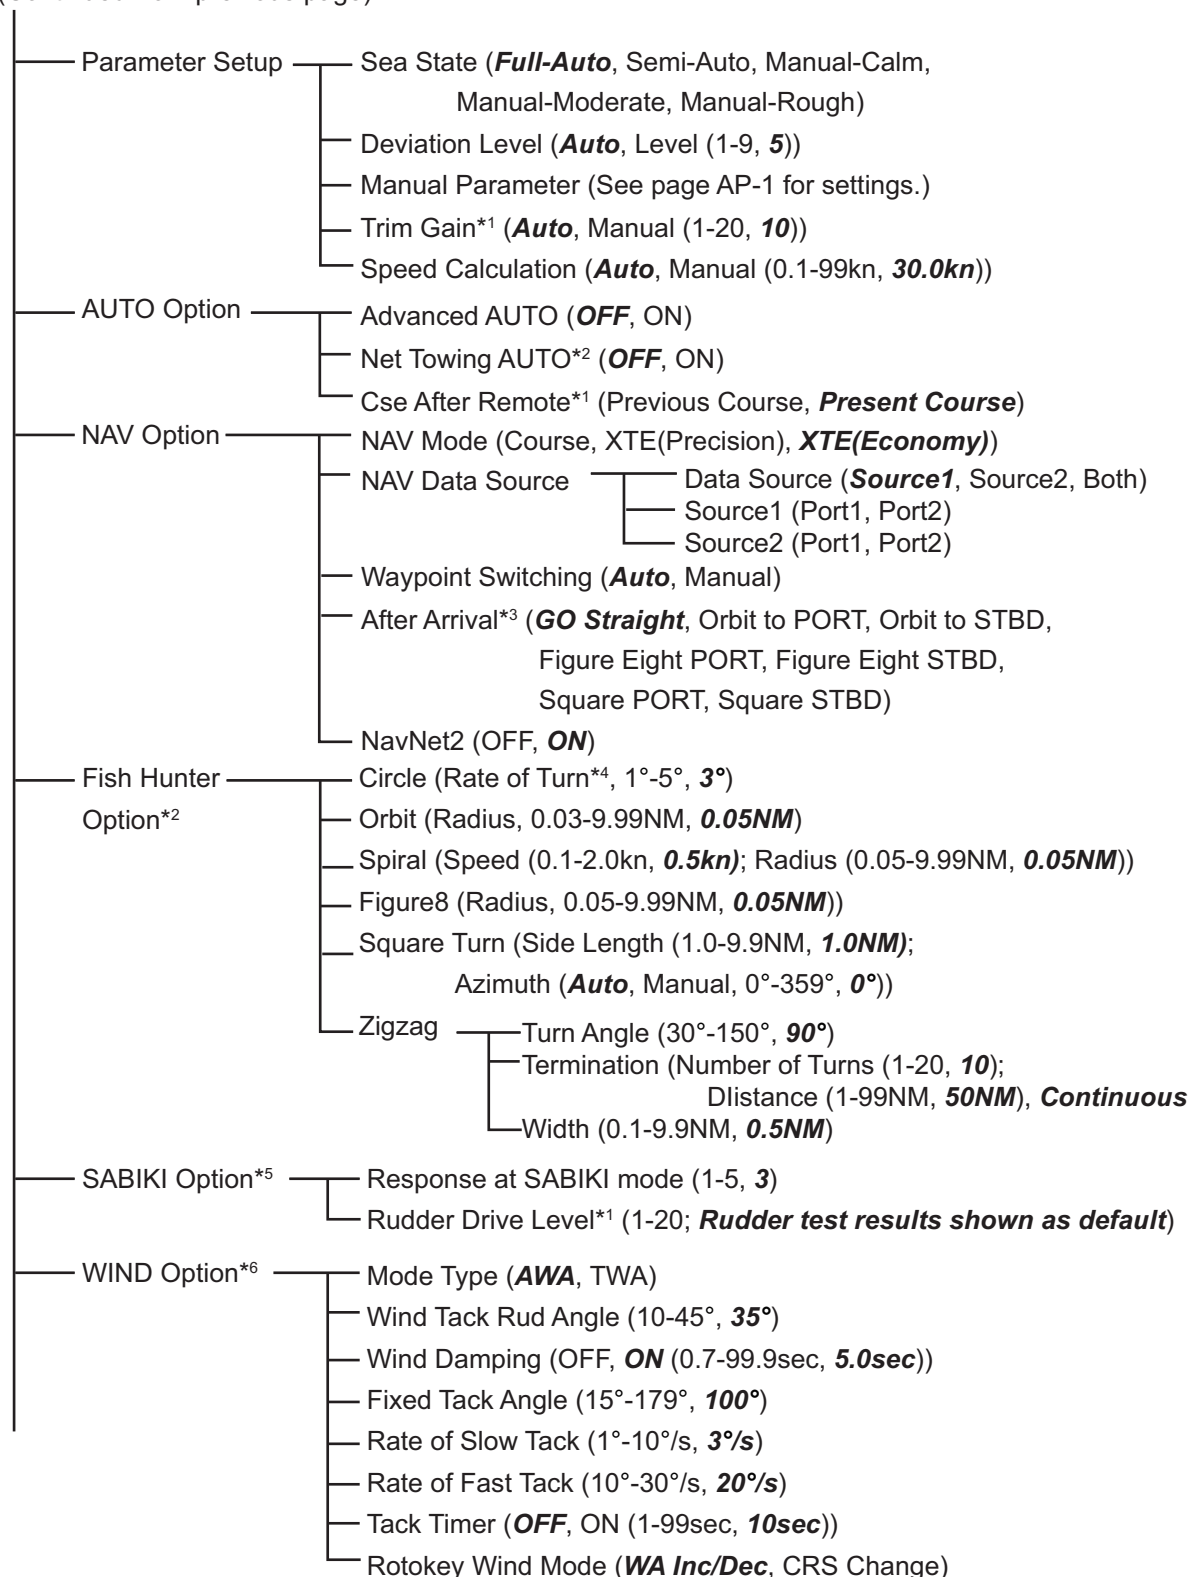 (Continued from previous page)
Parameter Setup
Sea State (Full-Auto, Semi-Auto, Manual-Calm,
Manual-Moderate, Manual-Rough)
Deviation Level (Auto, Level (1-9, 5))
Manual Parameter (See page AP-1 for settings.)
Trim Gain*1 (Auto, Manual (1-20, 10))
Speed Calculation (Auto, Manual (0.1-99kn, 30.0kn))
AUTO Option
Advanced AUTO (OFF, ON)
Net Towing AUTO*2 (OFF, ON)
Cse After Remote*1 (Previous Course, Present Course)
NAV Option
NAV Mode (Course, XTE(Precision), XTE(Economy))
NAV Data Source
Data Source (Source1, Source2, Both)
Source1 (Port1, Port2)
Source2 (Port1, Port2)
Waypoint Switching (Auto, Manual)
After Arrival*3 (GO Straight, Orbit to PORT, Orbit to STBD,
Figure Eight PORT, Figure Eight STBD,
Square PORT, Square STBD)
NavNet2 (OFF, ON)
Fish Hunter
Option*2
Circle (Rate of Turn*4, 1°-5°, 3°)
Orbit (Radius, 0.03-9.99NM, 0.05NM)
Spiral (Speed (0.1-2.0kn, 0.5kn); Radius (0.05-9.99NM, 0.05NM))
Figure8 (Radius, 0.05-9.99NM, 0.05NM))
Square Turn (Side Length (1.0-9.9NM, 1.0NM);
Azimuth (Auto, Manual, 0°-359°, 0°))
Zigzag
Turn Angle (30°-150°, 90°)
Termination (Number of Turns (1-20, 10);
DIistance (1-99NM, 50NM), Continuous
Width (0.1-9.9NM, 0.5NM)
SABIKI Option*5
Response at SABIKI mode (1-5, 3)
Rudder Drive Level*1 (1-20; Rudder test results shown as default)
WIND Option*6
Mode Type (AWA, TWA)
Wind Tack Rud Angle (10-45°, 35°)
Wind Damping (OFF, ON (0.7-99.9sec, 5.0sec))
Fixed Tack Angle (15°-179°, 100°)
Rate of Slow Tack (1°-10°/s, 3°/s)
Rate of Fast Tack (10°-30°/s, 20°/s)
Tack Timer (OFF, ON (1-99sec, 10sec))
Rotokey Wind Mode (WA Inc/Dec, CRS Change)